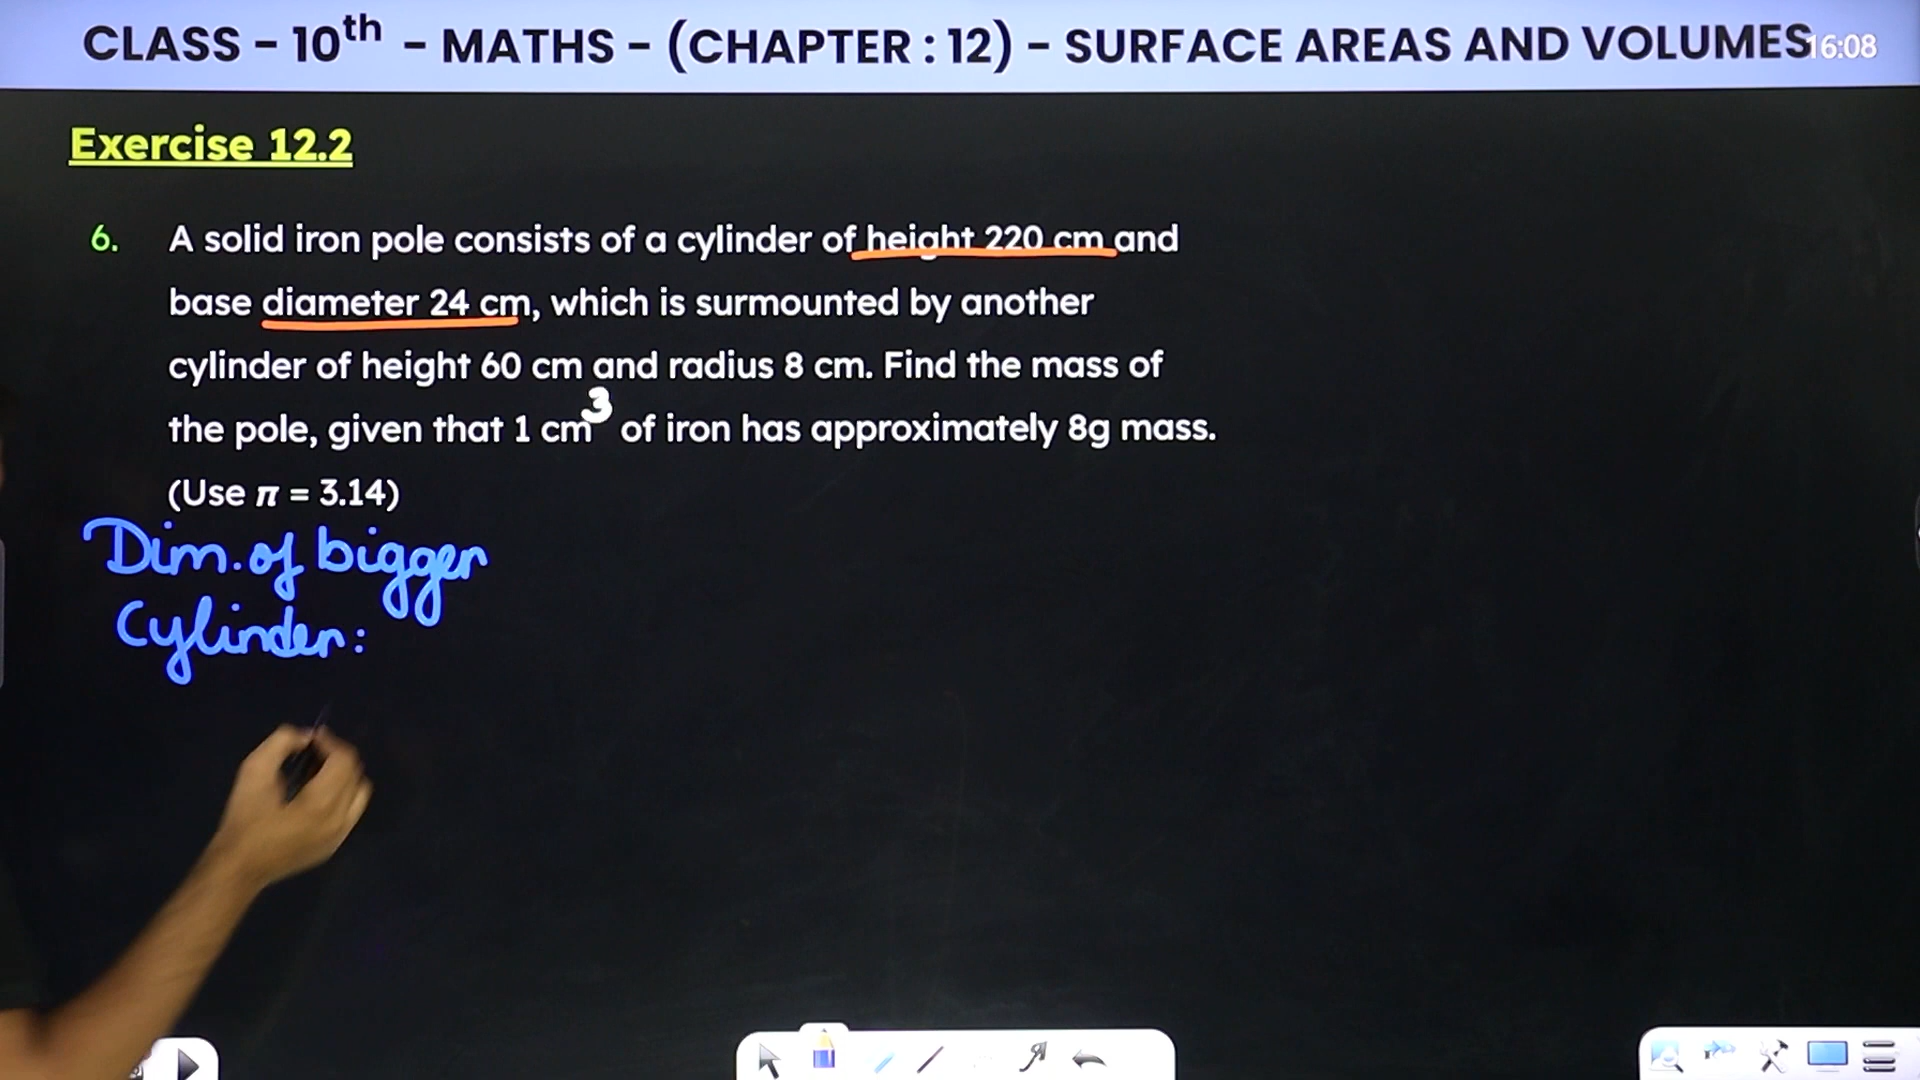 CLASS - 10th - MATHS - (CHAPTER : 12) - SURFACE AREAS AND VOLUMES
16:08
Exercise 12.2
6. A solid iron pole consists of a cylinder of height 220 cm and
base diameter 24 cm, which is surmounted by another
cylinder of height 60 cm and radius 8 cm. Find the mass of
the pole, given that 1 cm³ of iron has approximately 8g mass.
(Use π = 3.14)
Dim. of bigger
Cylinder: